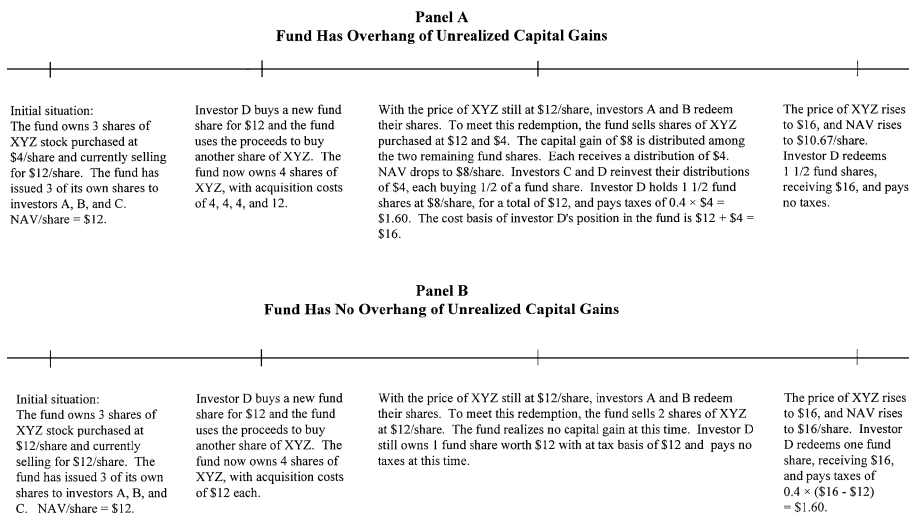 Panel A
Fund Has Overhang of Unrealized Capital Gains
Initial situation:
The fund owns 3 shares of
XYZ stock purchased at
$4/share and currently selling
for $12/share. The fund has
issued 3 of its own shares to
investors A, B, and C.
NAV/share = $12.
Investor D buys a new fund
share for $12 and the fund
uses the proceeds to buy
another share of XYZ. The
fund now owns 4 shares of
XYZ, with acquisition costs
of 4, 4, 4, and 12.
With the price of XYZ still at $12/share, investors A and B redeem
their shares. To meet this redemption, the fund sells shares of XYZ
purchased at $12 and $4. The capital gain of $8 is distributed among
the two remaining fund shares. Each receives a distribution of $4.
NAV drops to $8/share. Investors C and D reinvest their distributions
of $4, each buying 1/2 of a fund share. Investor D holds 1 1/2 fund
shares at $8/share, for a total of $12, and pays taxes of 0.4 × $4 =
$1.60. The cost basis of investor D's position in the fund is $12 + $4 =
$16.
The price of XYZ rises
to $16, and NAV rises
to $10.67/share.
Investor D redeems
1 1/2 fund shares,
receiving $16, and pays
no taxes.
Panel B
Fund Has No Overhang of Unrealized Capital Gains
Initial situation:
The fund owns 3 shares of
XYZ stock purchased at
$12/share and currently
selling for $12/share. The
fund has issued 3 of its own
shares to investors A, B, and
C. NAV/share = $12.
Investor D buys a new fund
share for $12 and the fund
uses the proceeds to buy
another share of XYZ. The
fund now owns 4 shares of
XYZ, with acquisition costs
of $12 each.
With the price of XYZ still at $12/share, investors A and B redeem
their shares. To meet this redemption, the fund sells 2 shares of XYZ
at $12/share. The fund realizes no capital gain at this time. Investor D
still owns 1 fund share worth $12 with at tax basis of $12 and pays no
taxes at this time.
The price of XYZ rises
to $16, and NAV rises
to $16/share. Investor
D redeems one fund
share, receiving $16,
and pays taxes of
0.4 × ($16 - $12)
= $1.60.